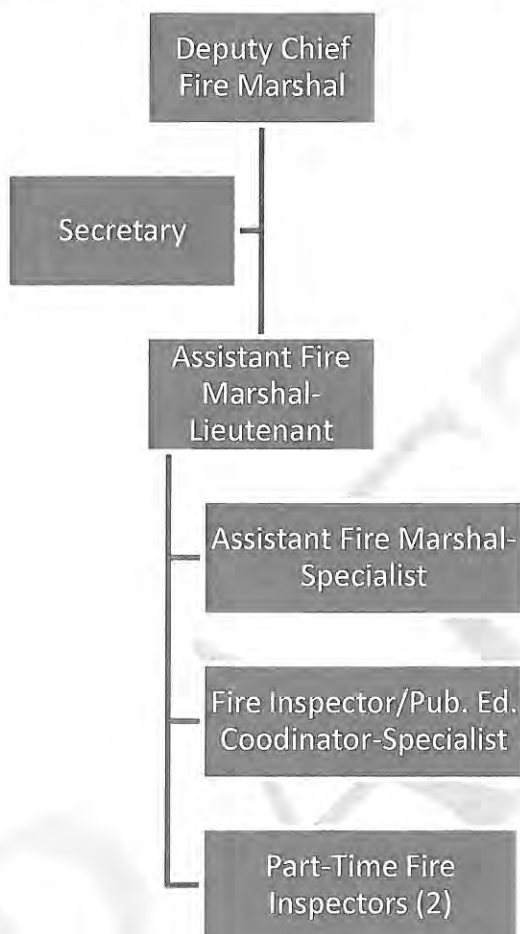 Deputy Chief
Fire Marshal
Secretary
Assistant Fire
Marshal-
Lieutenant
Assistant Fire Marshal-
Specialist
Fire Inspector/Pub. Ed.
Coodinator-Specialist
Part-Time Fire
Inspectors (2)